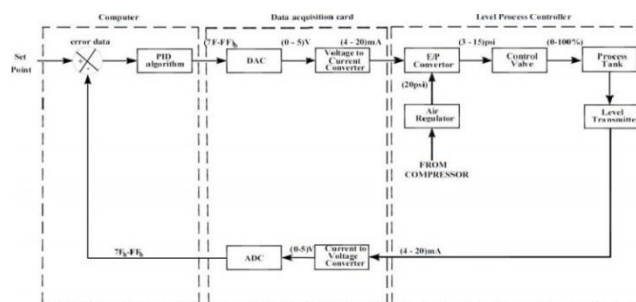 Computer
Data acquisition card
Level Process Controller
Set
Point
error data
PID
algorithm
(7F-FF)h
DAC
(0 – 5)V
Voltage to
Current
Converter
(4 – 20)mA
E/P
Convertor
(3 – 15)psi
Control
Valve
(0-100%)
Process
Tank
(20psi)
Air
Regulator
Level
Transmitter
FROM
COMPRESSOR
7Fh-FFh
ADC
(0-5)V
Current to
Voltage
Converter
(4 - 20)mA